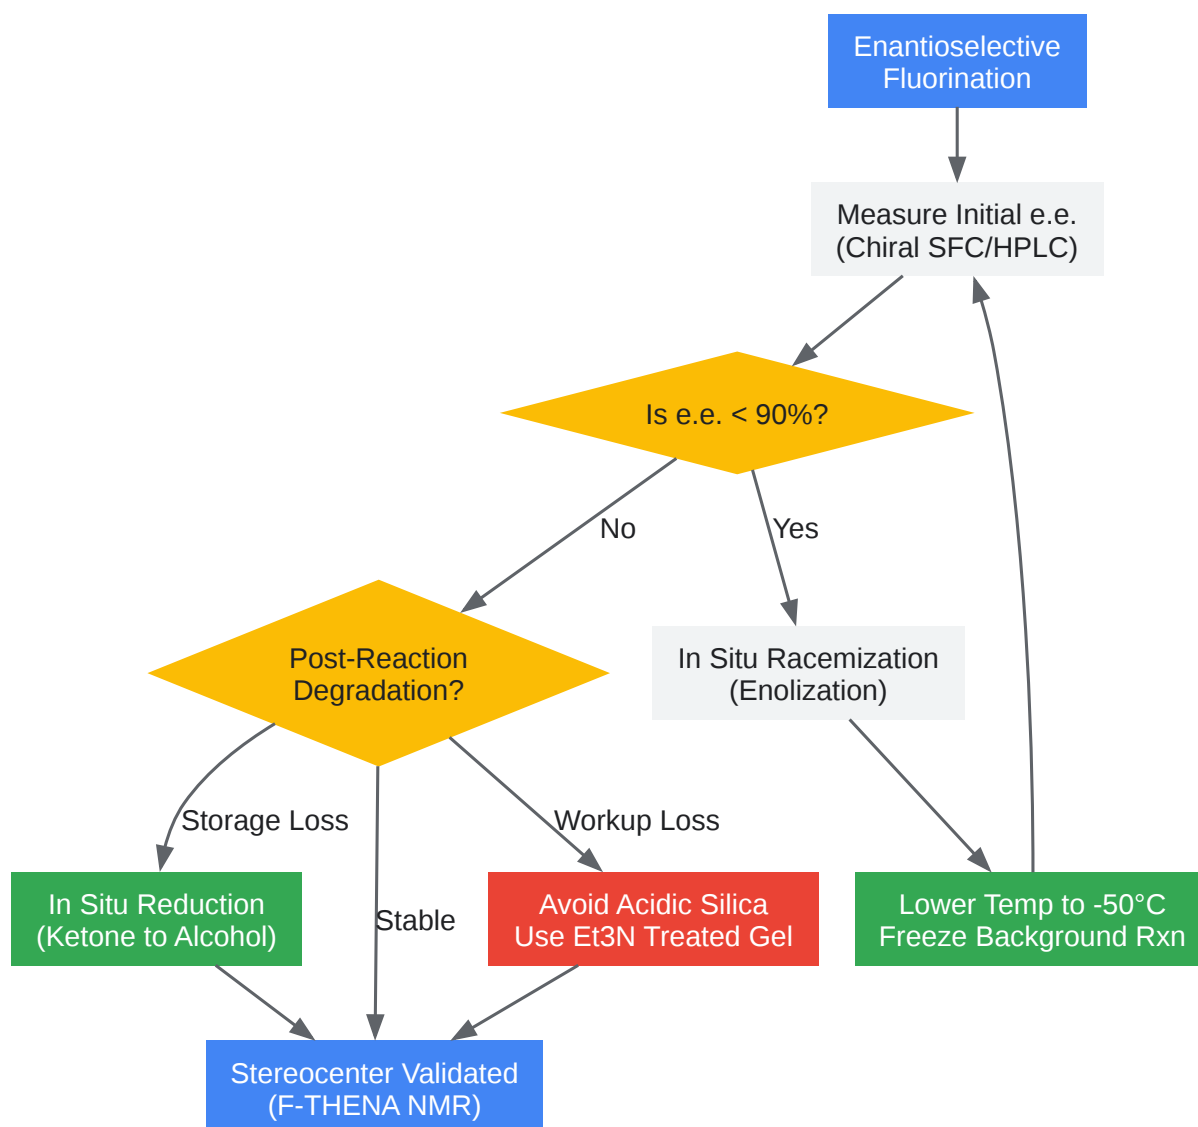 Enantioselective
Fluorination
Measure Initial e.e.
(Chiral SFC/HPLC)
Is e.e. < 90%?
No
Yes
Post-Reaction
Degradation?
In Situ Racemization
(Enolization)
Storage Loss
Workup Loss
Stable
In Situ Reduction
(Ketone to Alcohol)
Avoid Acidic Silica
Use Et3N Treated Gel
Lower Temp to -50°C
Freeze Background Rxn
Stereocenter Validated
(F-THENA NMR)